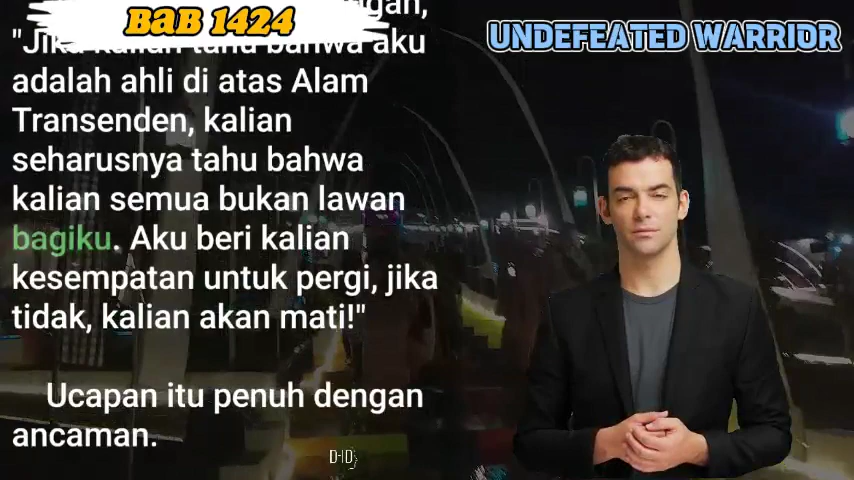 BAB 1424
UNDEFEATED WARRIOR
"Jika kalian tahu bahwa aku
adalah ahli di atas Alam
Transenden, kalian
seharusnya tahu bahwa
kalian semua bukan lawan
bagiku. Aku beri kalian
kesempatan untuk pergi, jika
tidak, kalian akan mati!"
Ucapan itu penuh dengan
ancaman.
D-ID